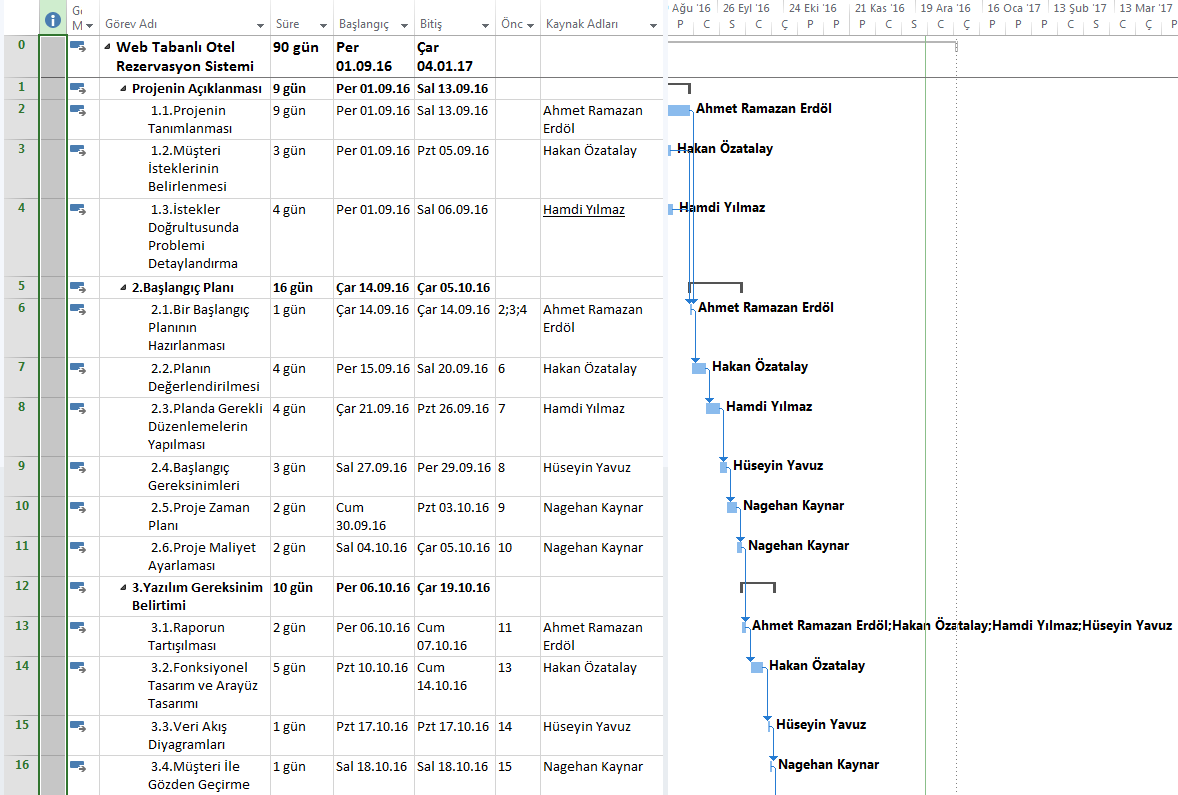 Ağu '16 26 Eyl '16 24 Eki '16 21 Kas '16 19 Ara '16 16 Oca '17 13 Şub '17 13 Mar '17
Görev Adı Süre Başlangıç Bitiş Önc Kaynak Adları P C S C Ç P P C S C Ç P P P C S C Ç P
0 Web Tabanlı Otel 90 gün Per Çar
Rezervasyon Sistemi 01.09.16 04.01.17
1 Projenin Açıklanması 9 gün Per 01.09.16 Sal 13.09.16
2 1.1.Projenin 9 gün Per 01.09.16 Sal 13.09.16 Ahmet Ramazan Ahmet Ramazan Erdöl
Tanımlanması Erdöl
3 1.2.Müşteri 3 gün Per 01.09.16 Pzt 05.09.16 Hakan Özatalay Hakan Özatalay
İsteklerinin
Belirlenmesi
4 1.3.İstekler 4 gün Per 01.09.16 Sal 06.09.16 Hamdi Yılmaz Hamdi Yılmaz
Doğrultusunda
Problemi
Detaylandırma
5 2.Başlangıç Planı 16 gün Çar 14.09.16 Çar 05.10.16
6 2.1.Bir Başlangıç 1 gün Çar 14.09.16 Çar 14.09.16 2;3;4 Ahmet Ramazan Ahmet Ramazan Erdöl
Planının Erdöl
Hazırlanması
7 2.2.Planın 4 gün Per 15.09.16 Sal 20.09.16 6 Hakan Özatalay Hakan Özatalay
Değerlendirilmesi
8 2.3.Planda Gerekli 4 gün Çar 21.09.16 Pzt 26.09.16 7 Hamdi Yılmaz Hamdi Yılmaz
Düzenlemelerin
Yapılması
9 2.4.Başlangıç 3 gün Sal 27.09.16 Per 29.09.16 8 Hüseyin Yavuz Hüseyin Yavuz
Gereksinimleri
10 2.5.Proje Zaman 2 gün Cum Pzt 03.10.16 9 Nagehan Kaynar Nagehan Kaynar
Planı 30.09.16
11 2.6.Proje Maliyet 2 gün Sal 04.10.16 Çar 05.10.16 10 Nagehan Kaynar Nagehan Kaynar
Ayarlaması
12 3.Yazılım Gereksinim 10 gün Per 06.10.16 Çar 19.10.16
Belirtimi
13 3.1.Raporun 2 gün Per 06.10.16 Cum 11 Ahmet Ramazan Ahmet Ramazan Erdöl;Hakan Özatalay;Hamdi Yılmaz;Hüseyin Yavuz
Tartışılması 07.10.16 Erdöl
14 3.2.Fonksiyonel 5 gün Pzt 10.10.16 Cum 13 Hakan Özatalay Hakan Özatalay
Tasarım ve Arayüz 14.10.16
Tasarımı
15 3.3.Veri Akış 1 gün Pzt 17.10.16 Pzt 17.10.16 14 Hüseyin Yavuz Hüseyin Yavuz
Diyagramları
16 3.4.Müşteri İle 1 gün Sal 18.10.16 Sal 18.10.16 15 Nagehan Kaynar Nagehan Kaynar
Gözden Geçirme